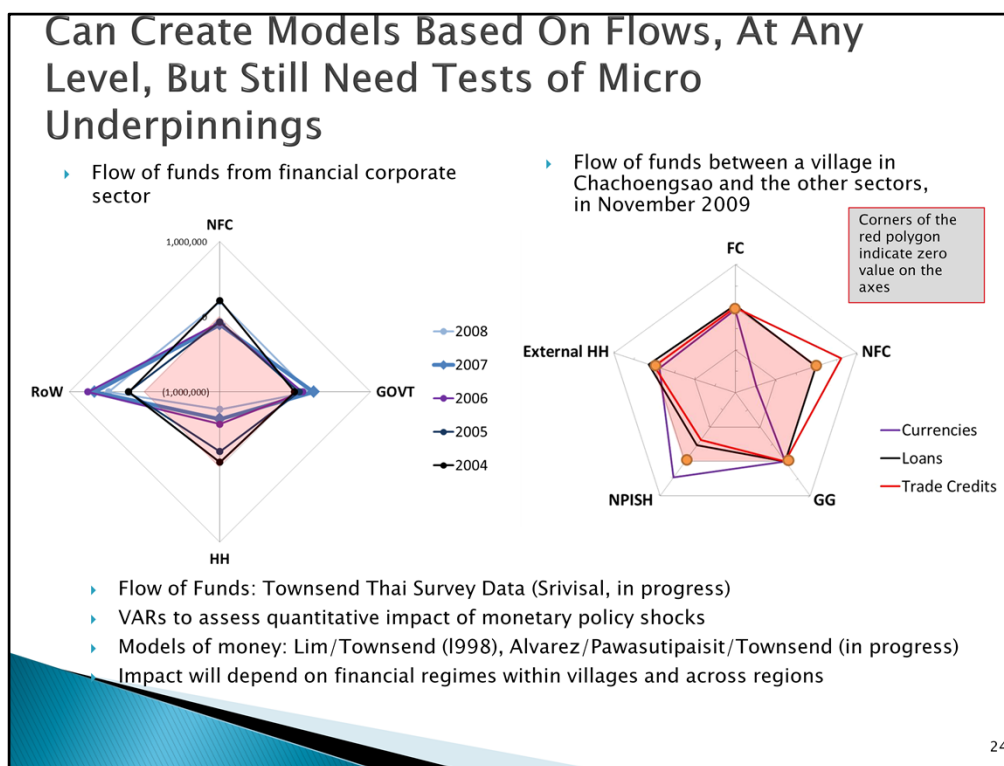 Can Create Models Based On Flows, At Any
Level, But Still Need Tests of Micro
Underpinnings
Flow of funds from financial corporate
sector
NFC
1,000,000
0
(1,000,000)
RoW
GOVT
HH
2008
2007
2006
2005
2004
Flow of funds between a village in
Chachoengsao and the other sectors,
in November 2009
Corners of the
red polygon
indicate zero
value on the
axes
FC
External HH
NFC
NPISH
GG
Currencies
Loans
Trade Credits
Flow of Funds: Townsend Thai Survey Data (Srivisal, in progress)
VARs to assess quantitative impact of monetary policy shocks
Models of money: Lim/Townsend (l998), Alvarez/Pawasutipaisit/Townsend (in progress)
Impact will depend on financial regimes within villages and across regions
24